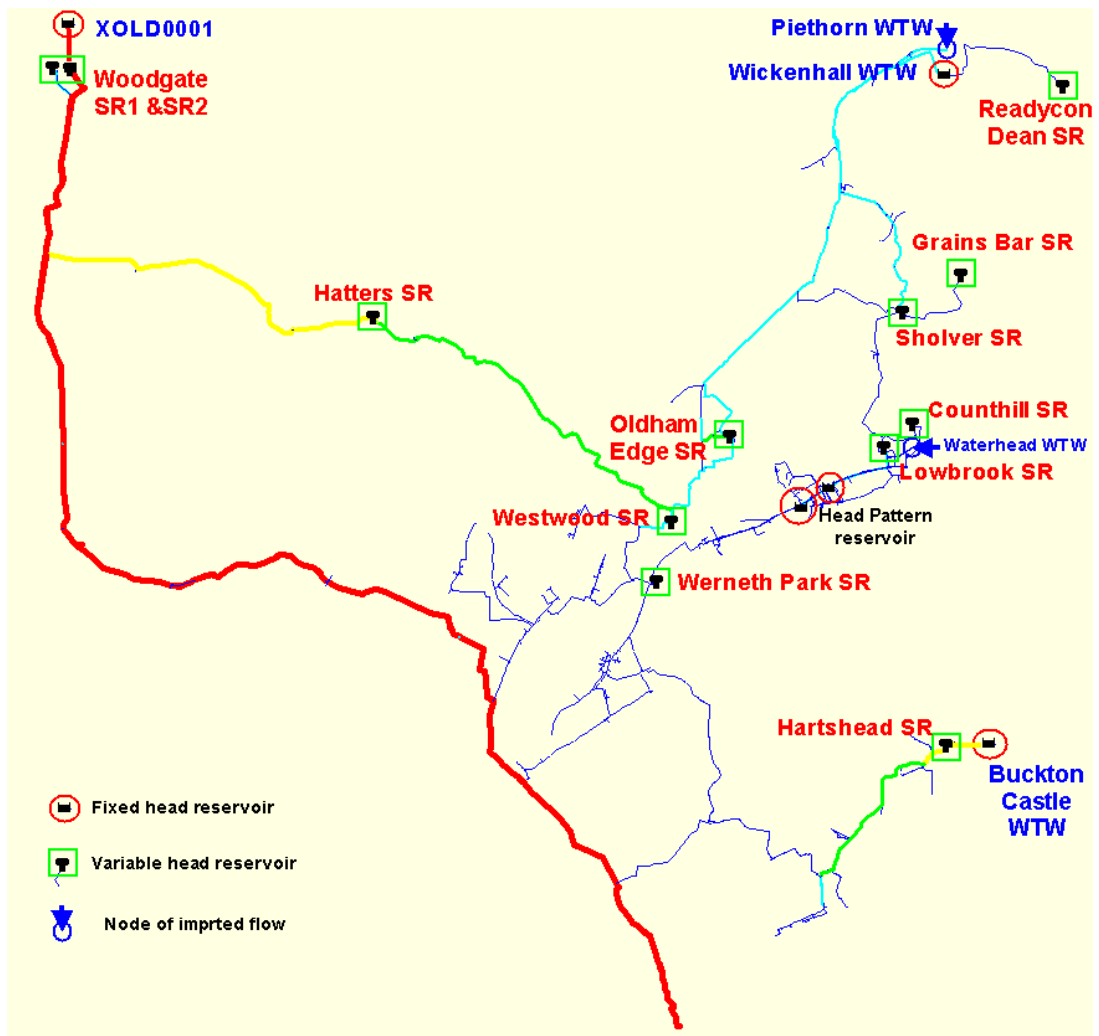 XOLD0001
Woodgate
SR1 &SR2
Piethorn WTW
Wickenhall WTW
Readycon
Dean SR
Grains Bar SR
Hatters SR
Sholver SR
Counthill SR
Oldham
Edge SR
Waterhead WTW
Lowbrook SR
Westwood SR
Head Pattern
reservoir
Werneth Park SR
Hartshead SR
Buckton
Castle
WTW
Fixed head reservoir
Variable head reservoir
Node of imprted flow